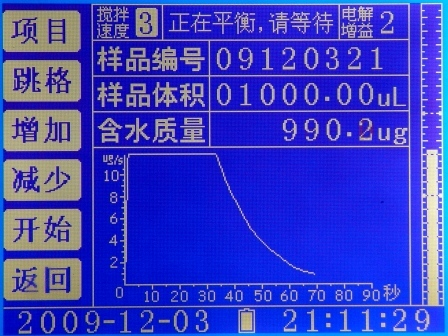 项目
跳格
增加
减少
开始
返回
搅拌速度 3 正在平衡,请等待 电解增益 2
样品编号 09120321
样品体积 01000.00uL
含水质量 990.2ug
ug/s
10
8
6
4
2
0 10 20 30 40 50 60 70 80 90 秒
2009-12-03 21:11:29